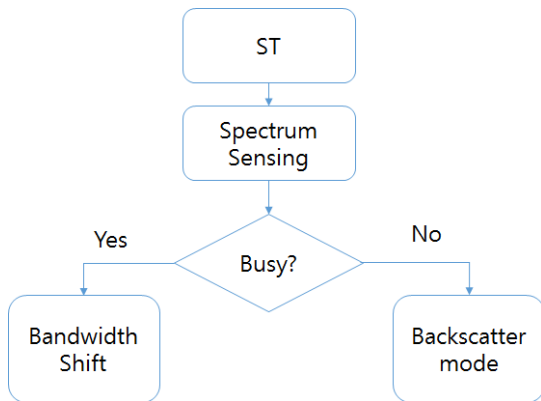 ST
Spectrum
Sensing
Yes
No
Busy?
Bandwidth
Shift
Backscatter
mode